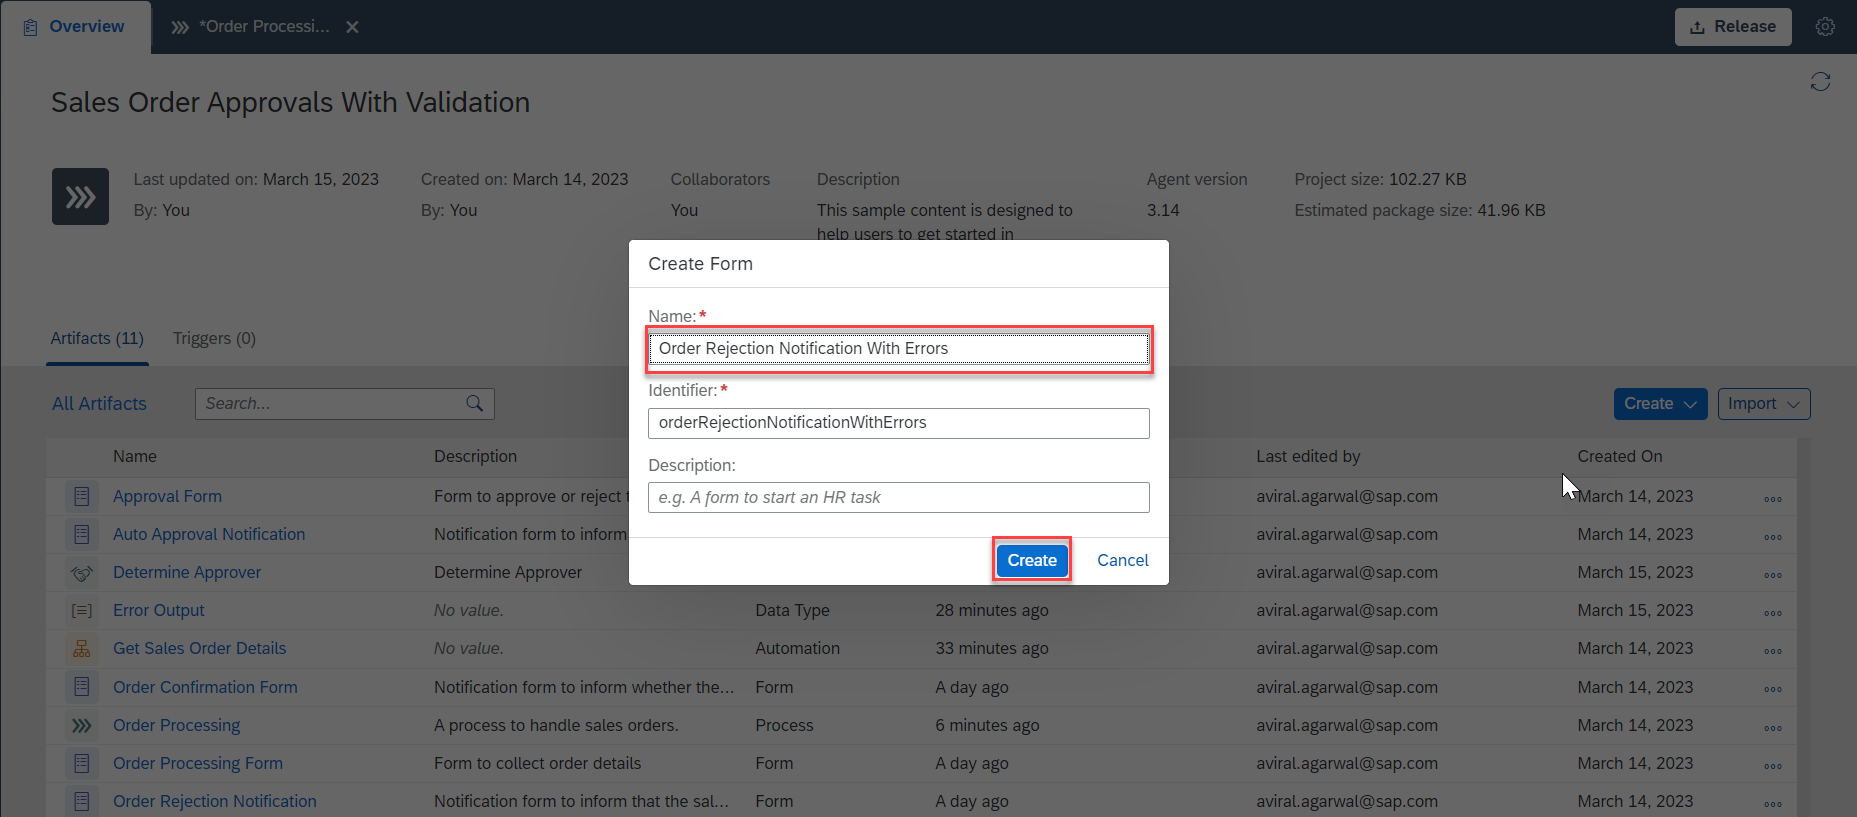 Overview
*Order Processi...
Release
Sales Order Approvals With Validation
Last updated on: March 15, 2023
By: You
Created on: March 14, 2023
By: You
Collaborators
You
Description
This sample content is designed to
help users to get started in
Agent version
3.14
Project size: 102.27 KB
Estimated package size: 41.96 KB
Create Form
Name:*
Order Rejection Notification With Errors
Identifier:*
orderRejectionNotificationWithErrors
Description:
e.g. A form to start an HR task
Create
Cancel
Artifacts (11)
Triggers (0)
All Artifacts
Search...
Create
Import
Name Description Last edited by Created On
Approval Form Form to approve or reject aviral.agarwal@sap.com March 14, 2023
Auto Approval Notification Notification form to inform aviral.agarwal@sap.com March 14, 2023
Determine Approver Determine Approver aviral.agarwal@sap.com March 15, 2023
Error Output No value. Data Type 28 minutes ago aviral.agarwal@sap.com March 15, 2023
Get Sales Order Details No value. Automation 33 minutes ago aviral.agarwal@sap.com March 14, 2023
Order Confirmation Form Notification form to inform whether the... Form A day ago aviral.agarwal@sap.com March 14, 2023
Order Processing A process to handle sales orders. Process 6 minutes ago aviral.agarwal@sap.com March 14, 2023
Order Processing Form Form to collect order details Form A day ago aviral.agarwal@sap.com March 14, 2023
Order Rejection Notification Notification form to inform that the sal... Form A day ago aviral.agarwal@sap.com March 14, 2023